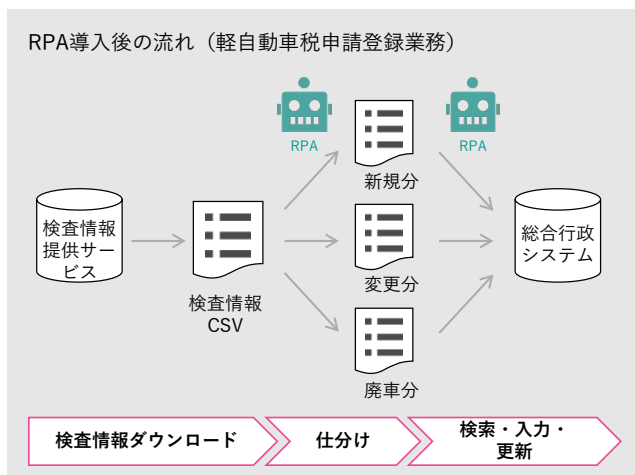 RPA導入後の流れ（軽自動車税申請登録業務）
RPA
RPA
新規分
検査情報
提供サー
ビス
検査情報
CSV
変更分
総合行政
システム
廃車分
検査情報ダウンロード
仕分け
検索・入力・
更新